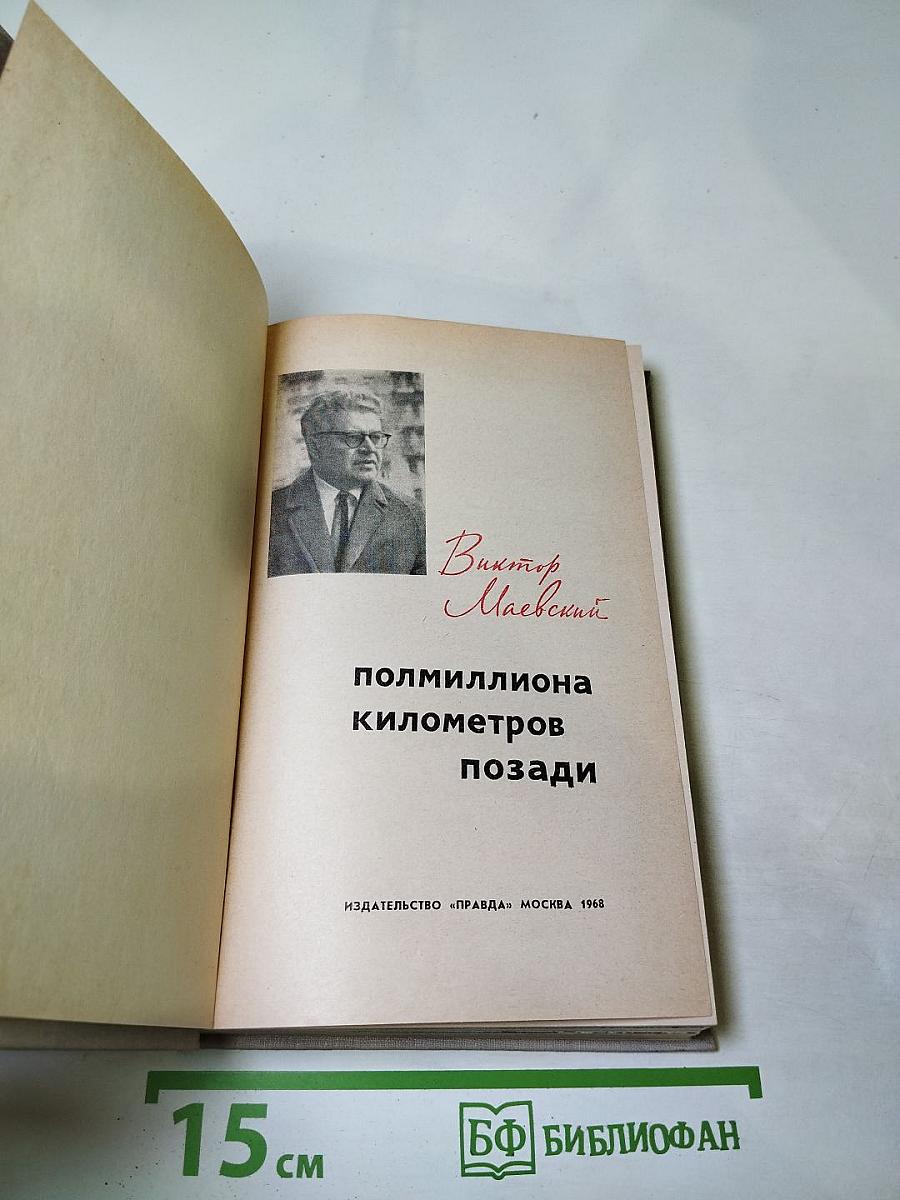 Виктор
Маевский
полмиллиона
километров
позади
ИЗДАТЕЛЬСТВО «ПРАВДА» МОСКВА 1968
15 см
БФ БИБЛИОФАН